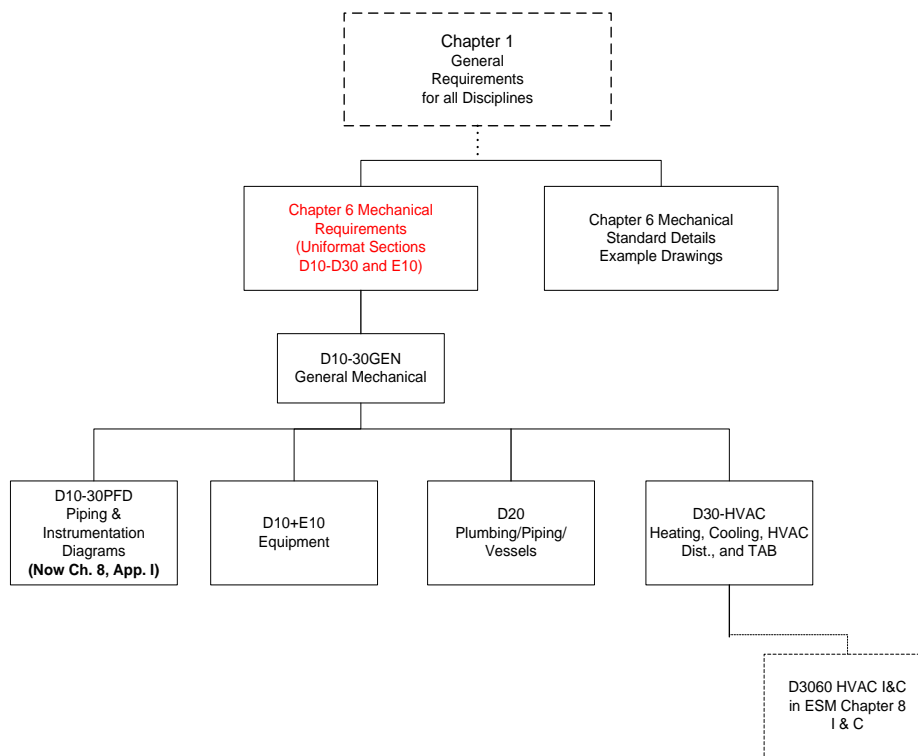 Chapter 1
General
Requirements
for all Disciplines
Chapter 6 Mechanical
Requirements
(Uniformat Sections
D10-D30 and E10)
Chapter 6 Mechanical
Standard Details
Example Drawings
D10-30GEN
General Mechanical
D10-30PFD
Piping &
Instrumentation
Diagrams
(Now Ch. 8, App. I)
D10+E10
Equipment
D20
Plumbing/Piping/
Vessels
D30-HVAC
Heating, Cooling, HVAC
Dist., and TAB
D3060 HVAC I&C
in ESM Chapter 8
I & C